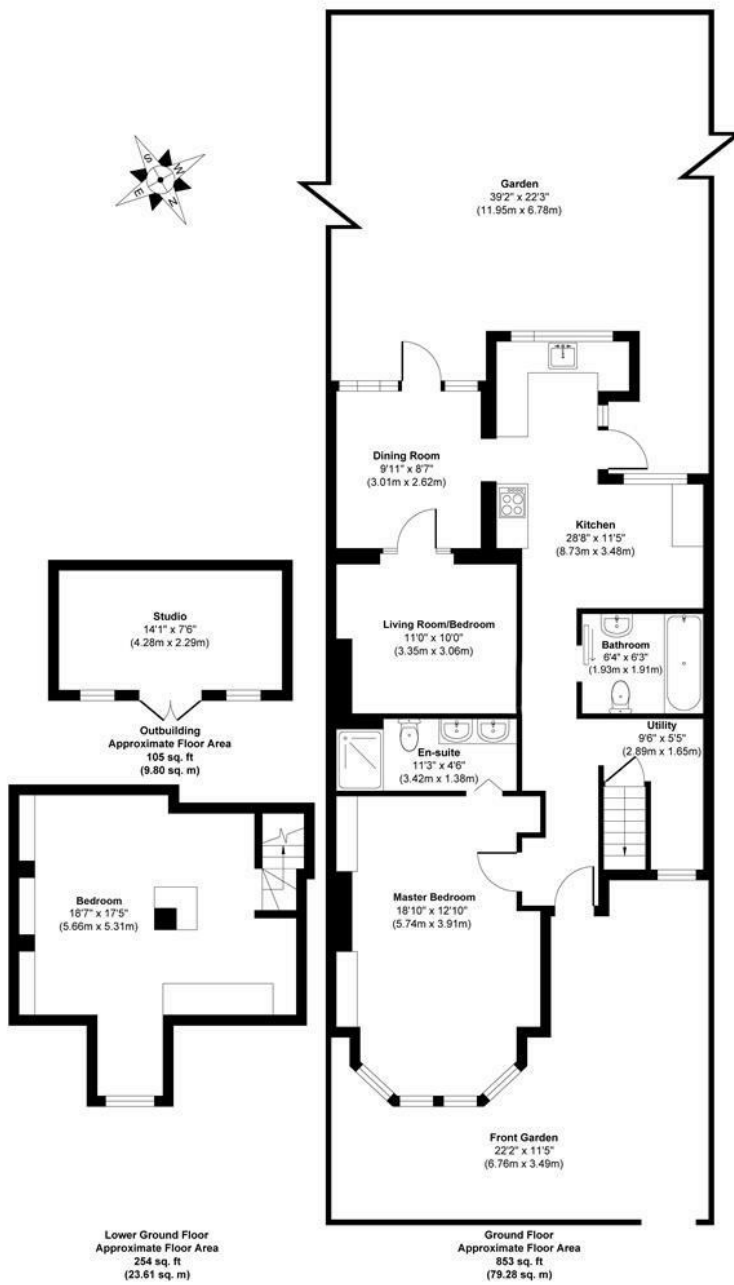 Garden
39'2" x 22'3"
(11.95m x 6.78m)
S
W
E
N
Dining Room
9'11" x 8'7"
(3.01m x 2.62m)
Kitchen
28'8" x 11'5"
(8.73m x 3.48m)
Studio
14'1" x 7'6"
(4.28m x 2.29m)
Living Room/Bedroom
11'0" x 10'0"
(3.35m x 3.06m)
Bathroom
6'4" x 6'3"
(1.93m x 1.91m)
Outbuilding
Approximate Floor Area
105 sq. ft
(9.80 sq. m)
Utility
9'6" x 5'5"
(2.89m x 1.65m)
En-suite
11'3" x 4'6"
(3.42m x 1.38m)
Bedroom
18'7" x 17'5"
(5.66m x 5.31m)
Master Bedroom
18'10" x 12'10"
(5.74m x 3.91m)
Front Garden
22'2" x 11'5"
(6.76m x 3.49m)
Lower Ground Floor
Approximate Floor Area
254 sq. ft
(23.61 sq. m)
Ground Floor
Approximate Floor Area
853 sq. ft
(79.28 sq. m)